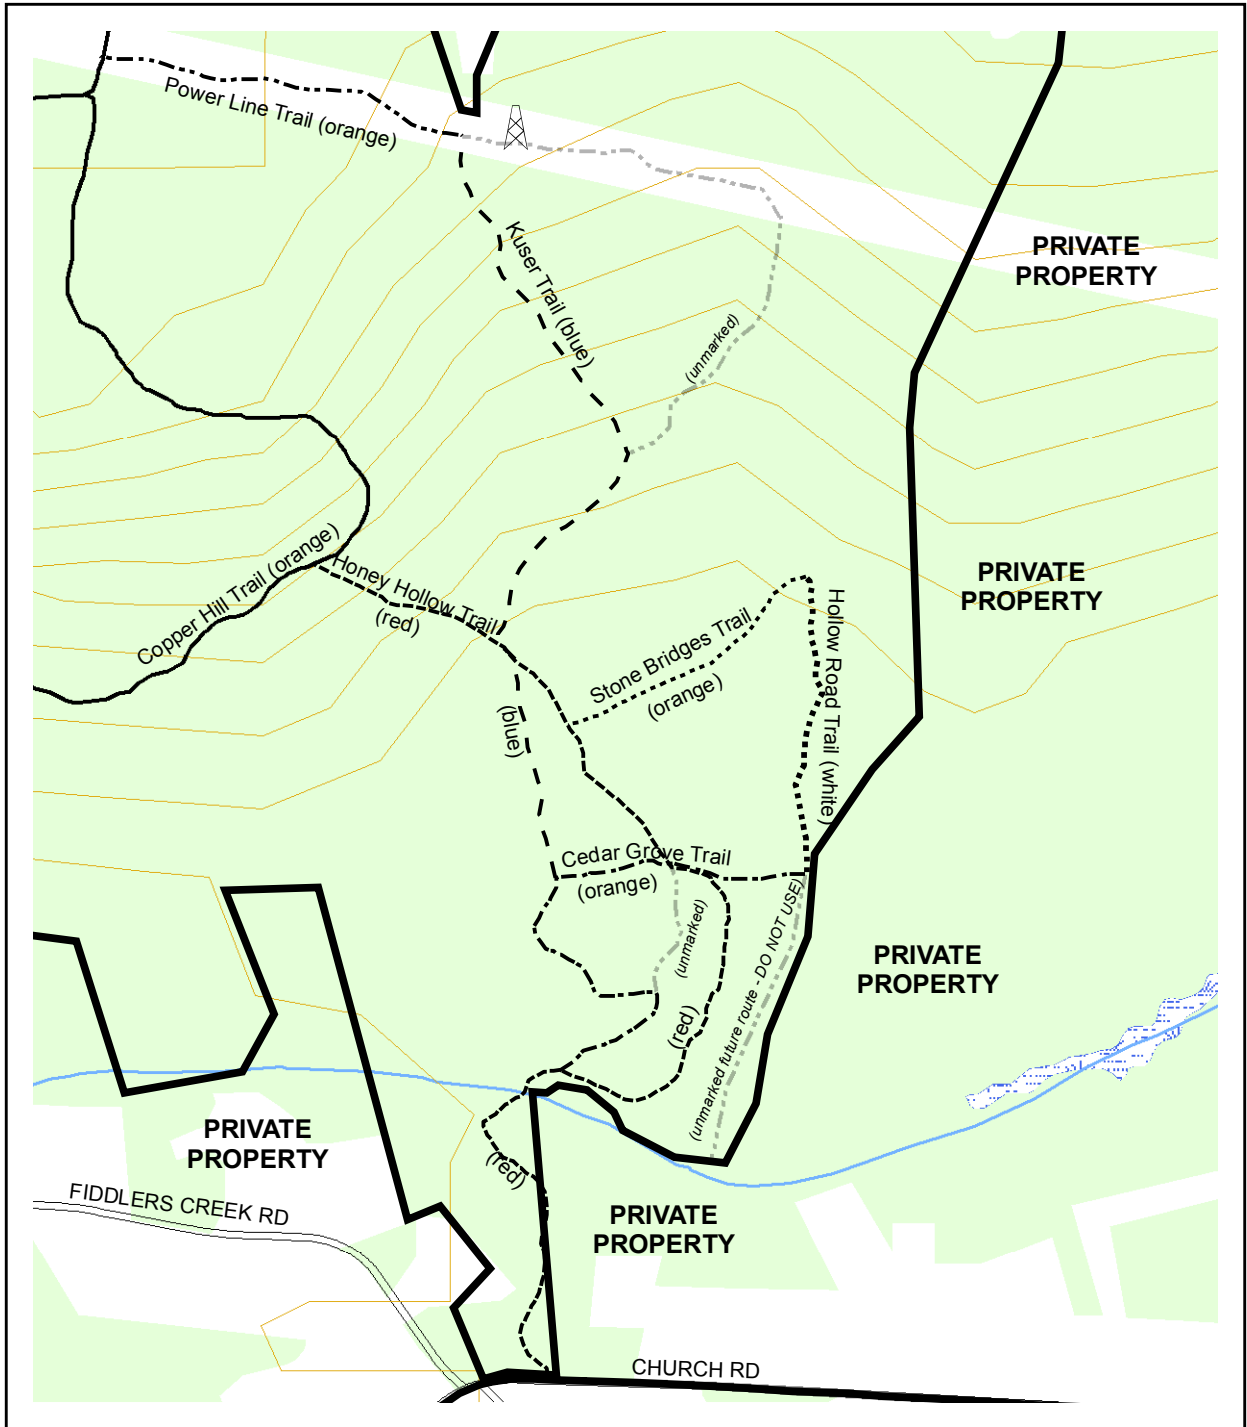 Power Line Trail (orange)
Kuser Trail (blue)
PRIVATE
PROPERTY
(unmarked)
Copper Hill Trail (orange)
Honey Hollow Trail
(red)
PRIVATE
PROPERTY
Stone Bridges Trail
(orange)
Hollow Road Trail (white)
(blue)
Cedar Grove Trail
(orange)
(unmarked)
(unmarked future route - DO NOT USE)
PRIVATE
PROPERTY
(red)
PRIVATE
PROPERTY
(red)
FIDDLERS CREEK RD
PRIVATE
PROPERTY
CHURCH RD